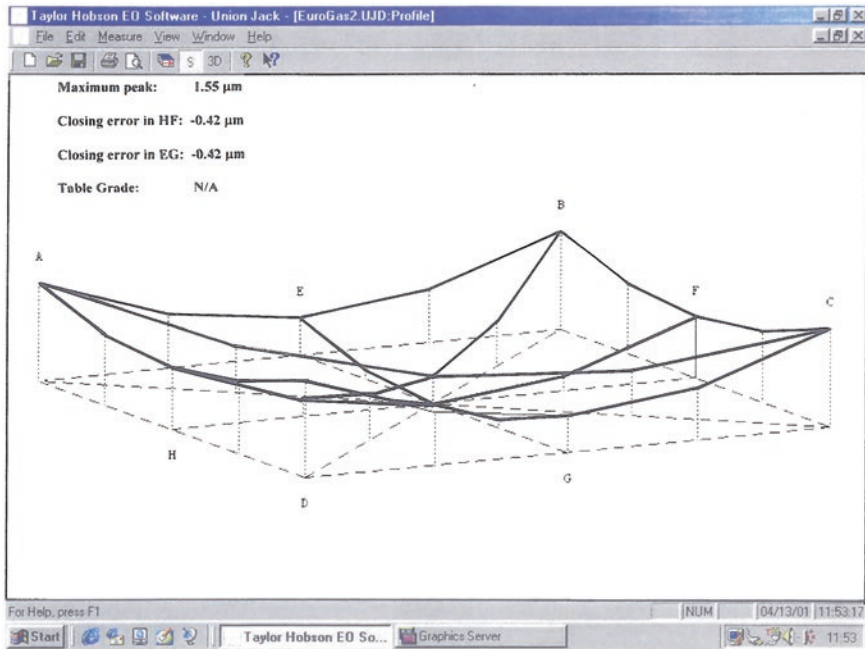 Taylor Hobson EO Software - Union Jack - [EuroGas2.UJD:Profile]
File Edit Measure View Window Help
S 3D
Maximum peak: 1.55 µm
Closing error in HF: -0.42 µm
Closing error in EG: -0.42 µm
Table Grade: N/A
B
A
E
F
C
H
G
D
For Help, press F1
NUM
04/13/01 11:53:17
Start
Taylor Hobson EO So...
Graphics Server
11:53